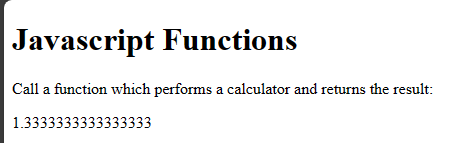 Javascript Functions
Call a function which performs a calculator and returns the result:
1.3333333333333333